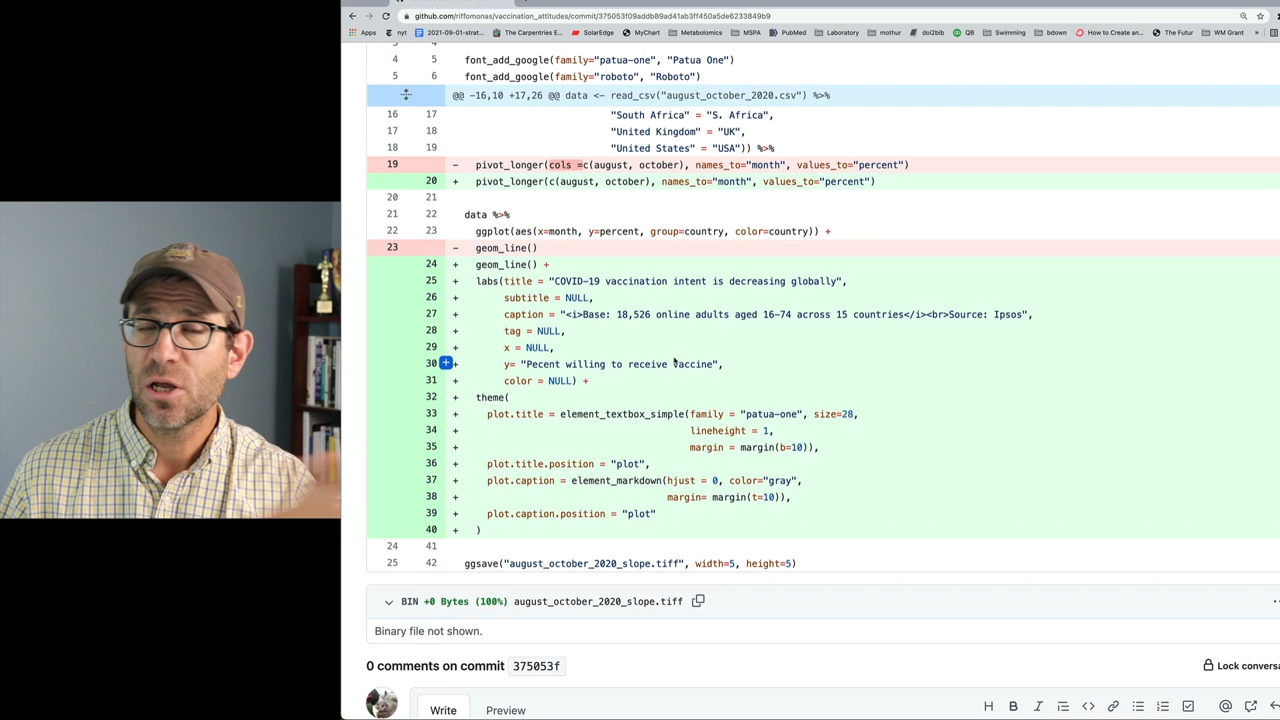 github.com/riffomonas/vaccination_attitudes/commit/375053f09addb89ad41ab3ff450a5de6233849b9
Apps nyt 2021-09-01-strat... The Carpentries E... SolarEdge MyChart Metabolomics MSPA PubMed Laboratory mothur doi2bib QB Swimming bdown How to Create an... The Futur WM Grant
4 5 font_add_google(family="patua-one", "Patua One")
5 6 font_add_google(family="roboto", "Roboto")
@@ -16,10 +17,26 @@ data <- read_csv("august_october_2020.csv") %>%
16 17 "South Africa" = "S. Africa",
17 18 "United Kingdom" = "UK",
18 19 "United States" = "USA")) %>%
19 - pivot_longer(cols =c(august, october), names_to="month", values_to="percent")
20 + pivot_longer(c(august, october), names_to="month", values_to="percent")
20 21
21 22 data %>%
22 23 ggplot(aes(x=month, y=percent, group=country, color=country)) +
23 - geom_line()
24 + geom_line() +
25 + labs(title = "COVID-19 vaccination intent is decreasing globally",
26 + subtitle = NULL,
27 + caption = "<i>Base: 18,526 online adults aged 16-74 across 15 countries</i><br>Source: Ipsos",
28 + tag = NULL,
29 + x = NULL,
30 + y= "Pecent willing to receive vaccine",
31 + color = NULL) +
32 + theme(
33 + plot.title = element_textbox_simple(family = "patua-one", size=28,
34 + lineheight = 1,
35 + margin = margin(b=10)),
36 + plot.title.position = "plot",
37 + plot.caption = element_markdown(hjust = 0, color="gray",
38 + margin= margin(t=10)),
39 + plot.caption.position = "plot"
40 + )
24 41
25 42 ggsave("august_october_2020_slope.tiff", width=5, height=5)
BIN +0 Bytes (100%) august_october_2020_slope.tiff
Binary file not shown.
0 comments on commit 375053f
Lock conversa
Write Preview